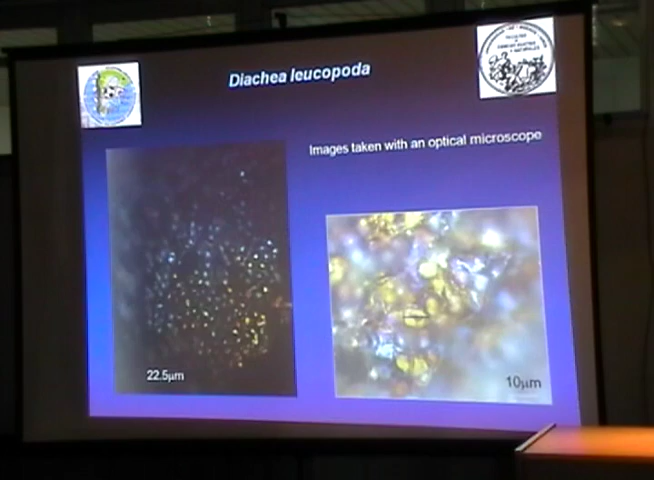 Diachea leucopoda
Images taken with an optical microscope
22.5μm
10μm